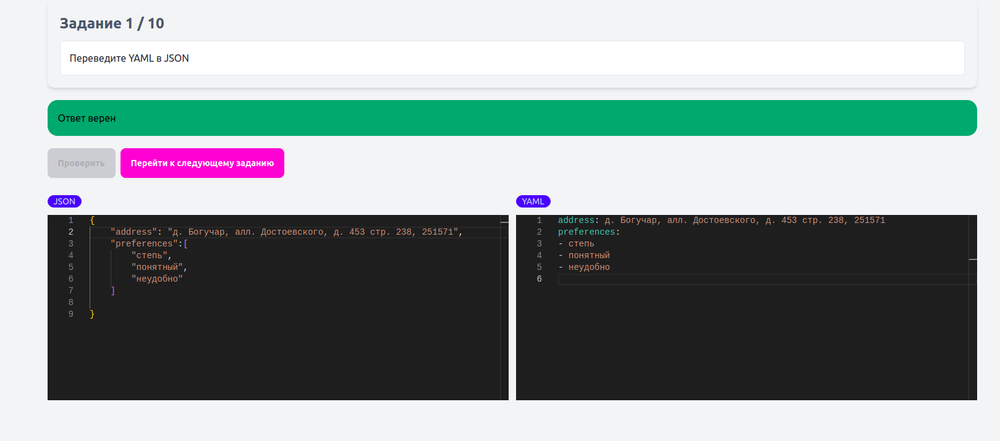 Задание 1 / 10
Переведите YAML в JSON
Ответ верен
Проверить
Перейти к следующему заданию
JSON
1 {
2 "address": "д. Богучар, алл. Достоевского, д. 453 стр. 238, 251571",
3 "preferences":[
4 "степь",
5 "понятный",
6 "неудобно"
7 ]
8
9 }
YAML
1 address: д. Богучар, алл. Достоевского, д. 453 стр. 238, 251571
2 preferences:
3 - степь
4 - понятный
5 - неудобно
6